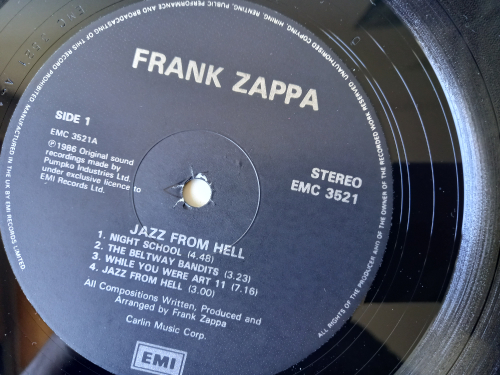 FRANK ZAPPA
SIDE 1
EMC 3521A
Ⓟ1986 Original sound
recordings made by
Pumpko Industries Ltd.
under exclusive licence to
EMI Records Ltd.
STEREO
EMC 3521
JAZZ FROM HELL
1. NIGHT SCHOOL (4.48)
2. THE BELTWAY BANDITS (3.23)
3. WHILE YOU WERE ART 11 (7.16)
4. JAZZ FROM HELL (3.00)
All Compositions Written, Produced and
Arranged by Frank Zappa
Carlin Music Corp.
EMI
MANUFACTURED IN THE UK BY EMI RECORDS LIMITED.
ALL RIGHTS OF THE PRODUCER AND OF THE OWNER OF THE RECORDED WORK RESERVED. UNAUTHORISED COPYING, HIRING, RENTING, PUBLIC PERFORMANCE AND BROADCASTING OF THIS RECORD PROHIBITED.